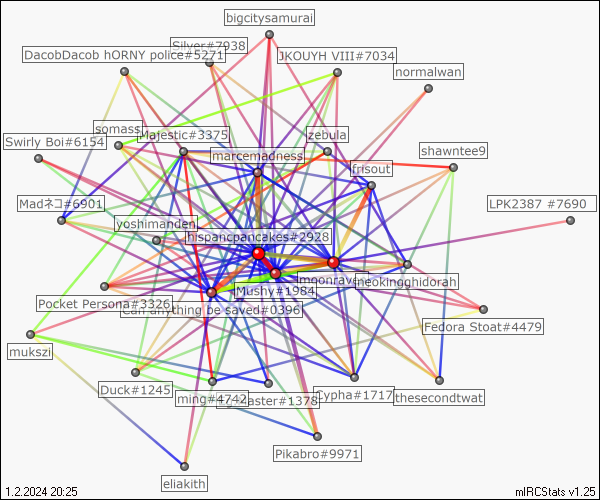 bigcitysamurai
Silver#7938
DacobDacob hORNY police#5271
JKOUYH VIII#7034
normalwan
somass
Majestic#3375
zebula
Swirly Boi#6154
marcemadness
shawntee9
frisout
Madネコ#6901
LPK2387 #7690
yoshimanden
hispancpancakes#2928
moonrav
neokingghidorah
Mushy#1984
Pocket Persona#3326
Can anything be saved#0396
Fedora Stoat#4479
mukszi
Duck#1245
ming#4742
aster#1378
Cypha#1717
thesecondtwat
Pikabro#9971
eliakith
1.2.2024 20:25
mIRCStats v1.25